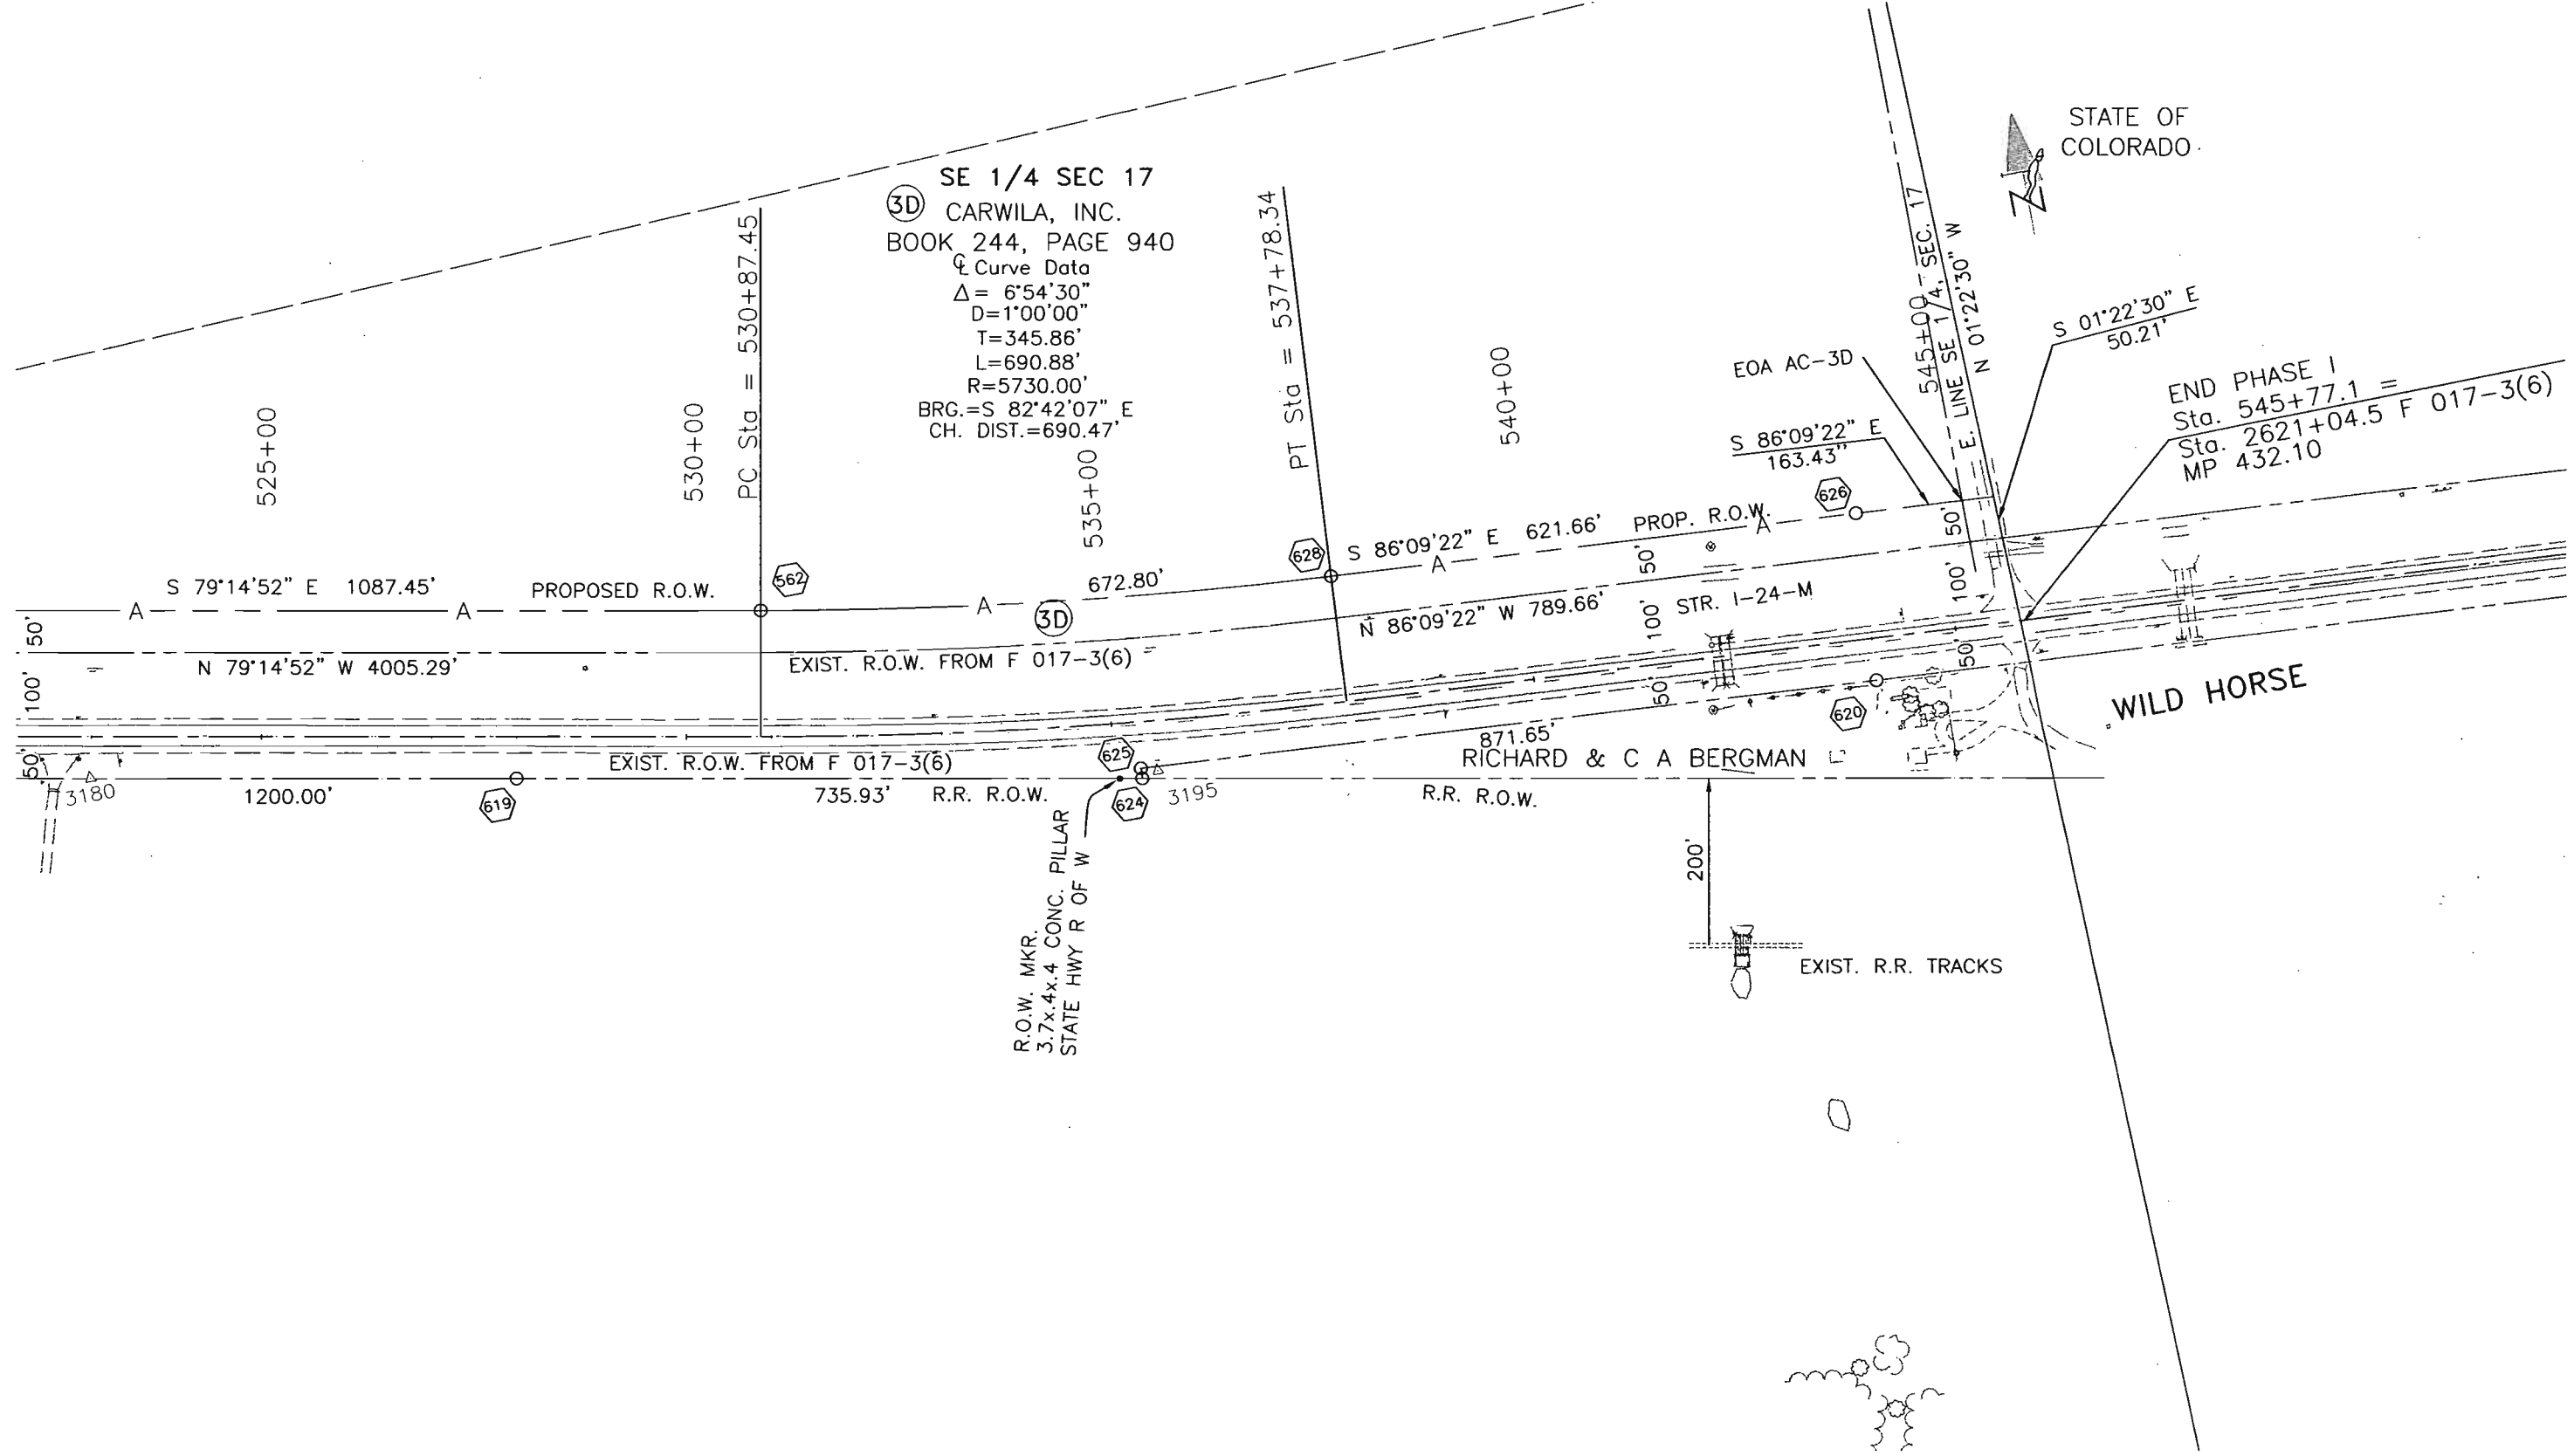 STATE OF
COLORADO
Z
SE 1/4 SEC 17
3D
CARWILA, INC.
BOOK 244, PAGE 940
℄ Curve Data
Δ= 6°54'30"
D=1°00'00"
T=345.86'
L=690.88'
R=5730.00'
BRG.=S 82°42'07" E
CH. DIST.=690.47'
525+00
530+00
PC Sta = 530+87.45
535+00
PT Sta = 537+78.34
540+00
545+00
E. LINE SE 1/4, SEC. 17
N 01°22'30" W
S 01°22'30" E
50.21'
EOA AC-3D
S 86°09'22" E
163.43"
END PHASE I
Sta. 545+77.1 =
Sta. 2621+04.5 F 017-3(6)
MP 432.10
626
628
S 86°09'22" E 621.66' PROP. R.O.W.
A
A
50'
50'
562
S 79°14'52" E 1087.45' PROPOSED R.O.W.
A
A
A
672.80'
3D
50'
N 86°09'22" W 789.66'
100'
STR. I-24-M
100'
N 79°14'52" W 4005.29'
EXIST. R.O.W. FROM F 017-3(6)
100'
50'
50'
620
WILD HORSE
50'
EXIST. R.O.W. FROM F 017-3(6)
625
871.65'
RICHARD & C A BERGMAN
3180
1200.00'
619
735.93' R.R. R.O.W.
624
3195
R.R. R.O.W.
R.O.W. MKR.
3.7x.4x.4 CONC. PILLAR
STATE HWY R OF W
200'
EXIST. R.R. TRACKS